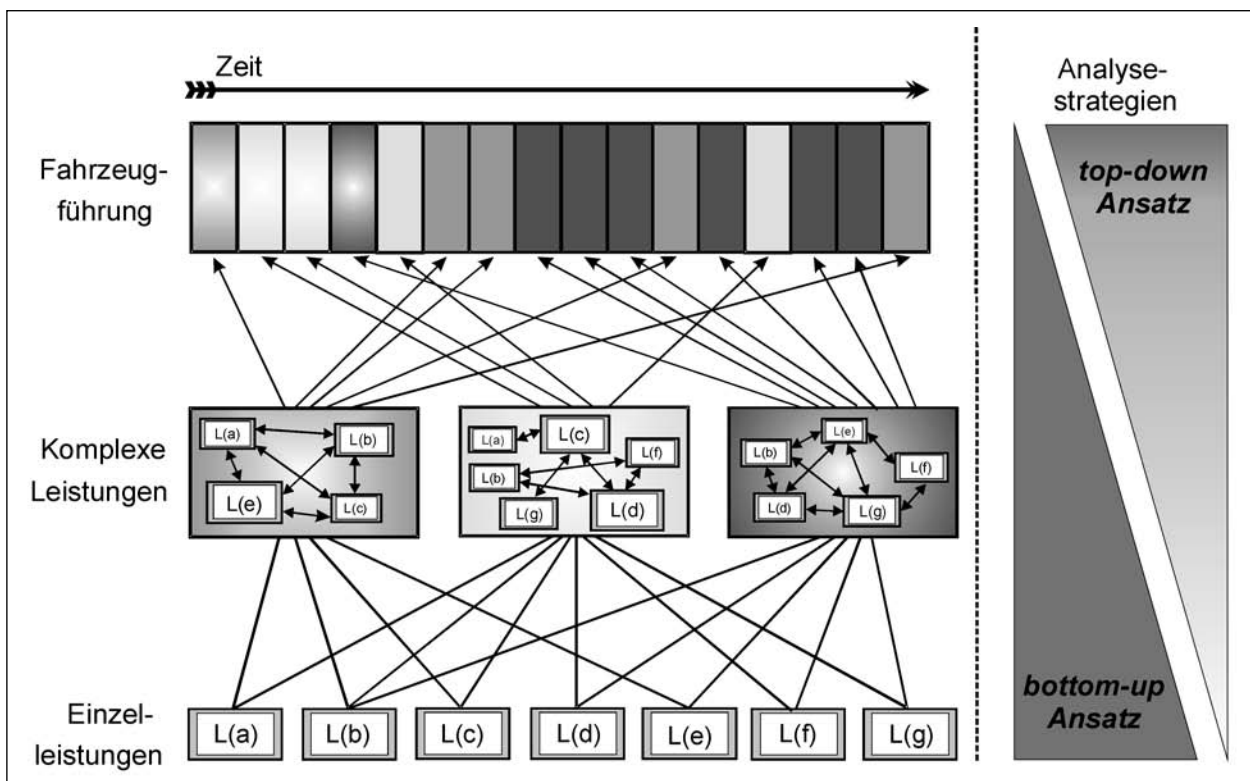 Zeit
Analyse-
strategien
Fahrzeug-
führung
top-down
Ansatz
Komplexe
Leistungen
L(a)
L(b)
L(e)
L(c)
L(a)
L(c)
L(f)
L(b)
L(g)
L(d)
L(e)
L(b)
L(f)
L(d)
L(g)
bottom-up
Ansatz
Einzel-
leistungen
L(a) L(b) L(c) L(d) L(e) L(f) L(g)